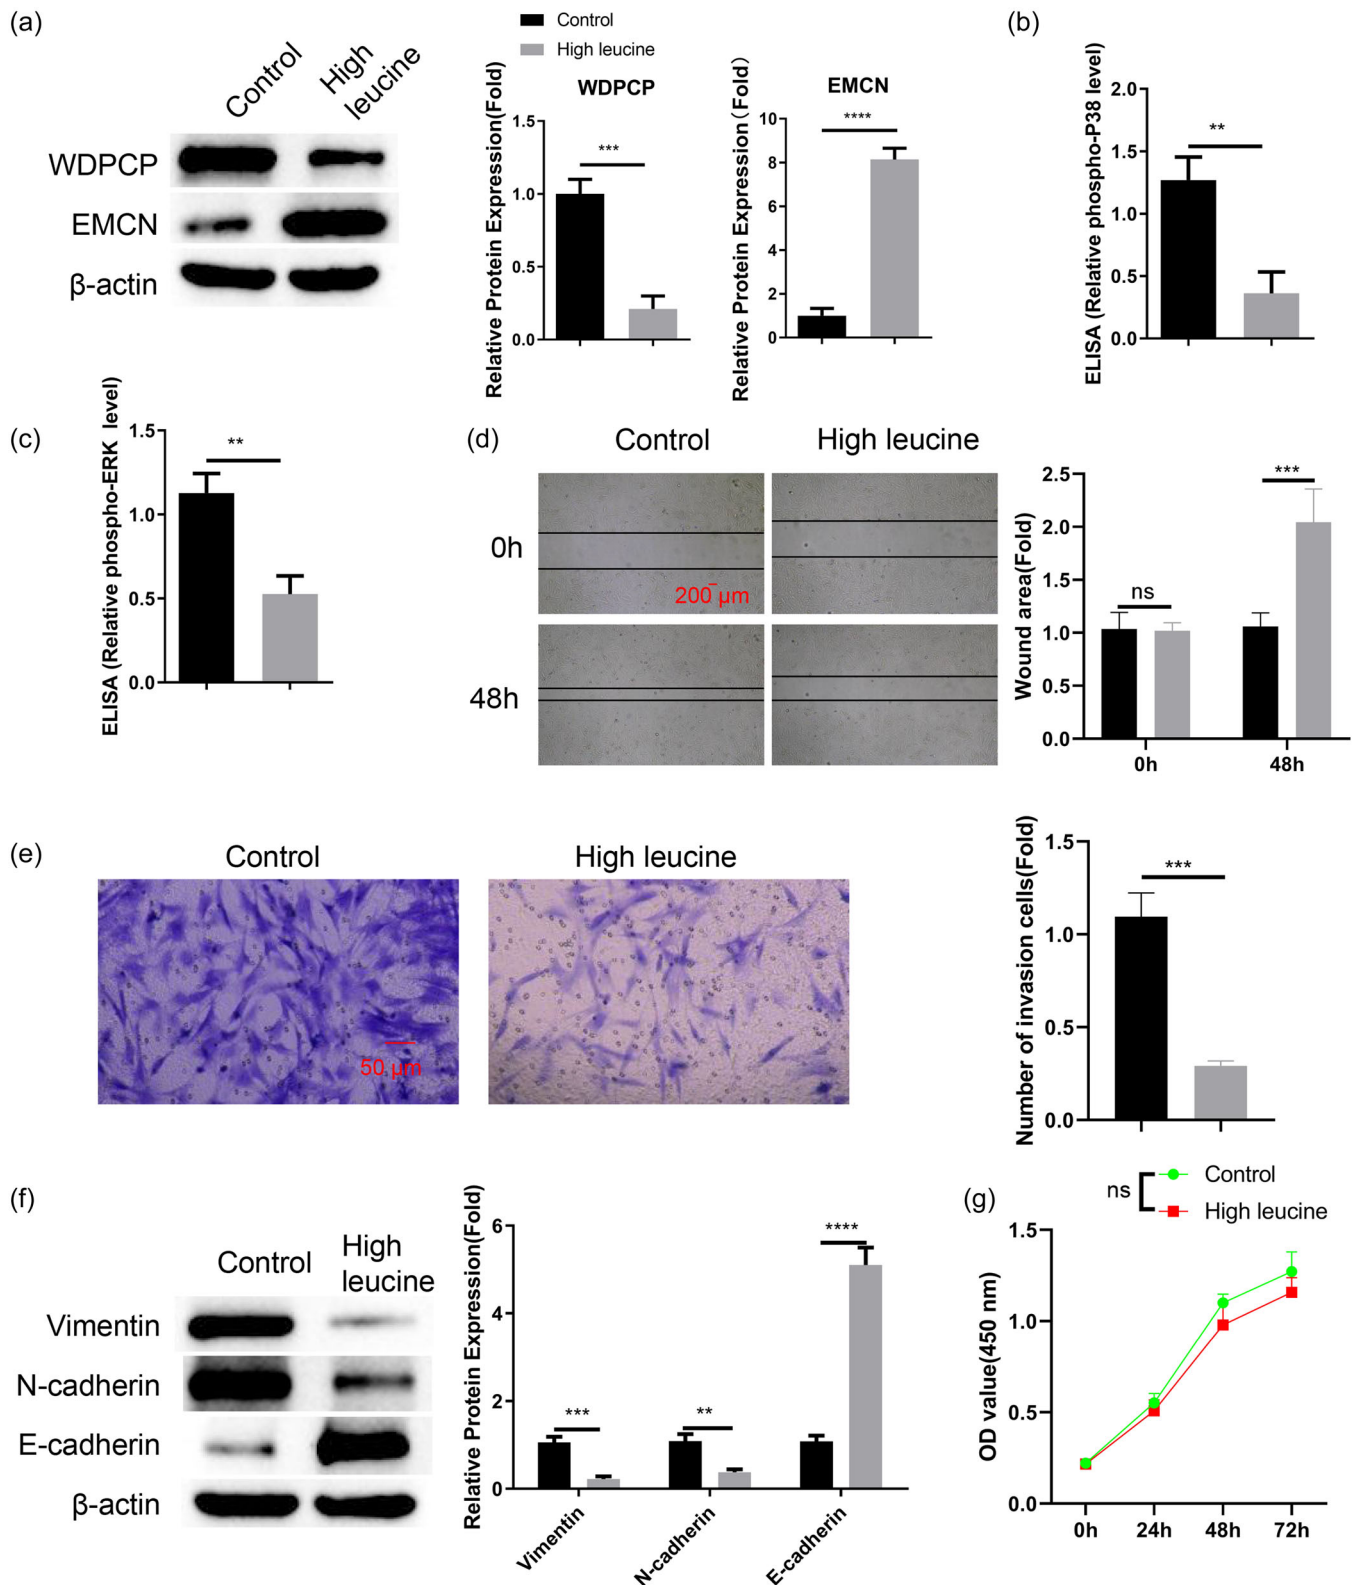 (a)
Control
High
leucine
WDPCP
EMCN
β-actin
Control
High leucine
WDPCP
Relative Protein Expression(Fold)
1.5
1.0
0.5
0.0
***
EMCN
Relative Protein Expression(Fold)
10
8
6
4
2
0
****
(b)
ELISA (Relative phospho-P38 level)
2.0
1.5
1.0
0.5
0.0
**
(c)
ELISA (Relative phospho-ERK level)
1.5
1.0
0.5
0.0
**
(d)
Control
High leucine
0h
200 μm
48h
Wound area(Fold)
2.5
2.0
1.5
1.0
0.5
0.0
ns
***
0h
48h
(e)
Control
High leucine
50 μm
Number of invasion cells(Fold)
1.5
1.0
0.5
0.0
***
(f)
Control
High
leucine
Vimentin
N-cadherin
E-cadherin
β-actin
Relative Protein Expression(Fold)
6
4
2
0
***
**
****
Vimentin
N-cadherin
E-cadherin
(g)
ns
Control
High leucine
OD value(450 nm)
1.5
1.0
0.5
0.0
0h
24h
48h
72h